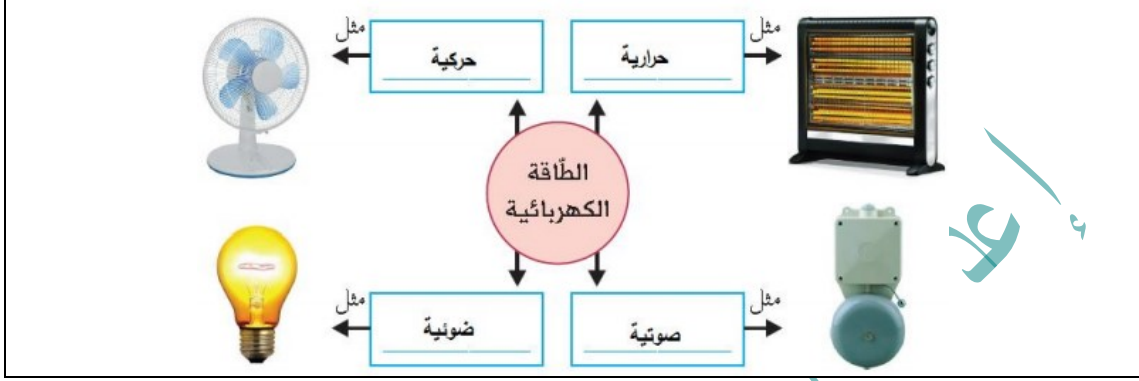 مثل
حرارية
حركية
مثل
الطّاقة
الكهربائية
مثل
صوتية
ضوئية
مثل